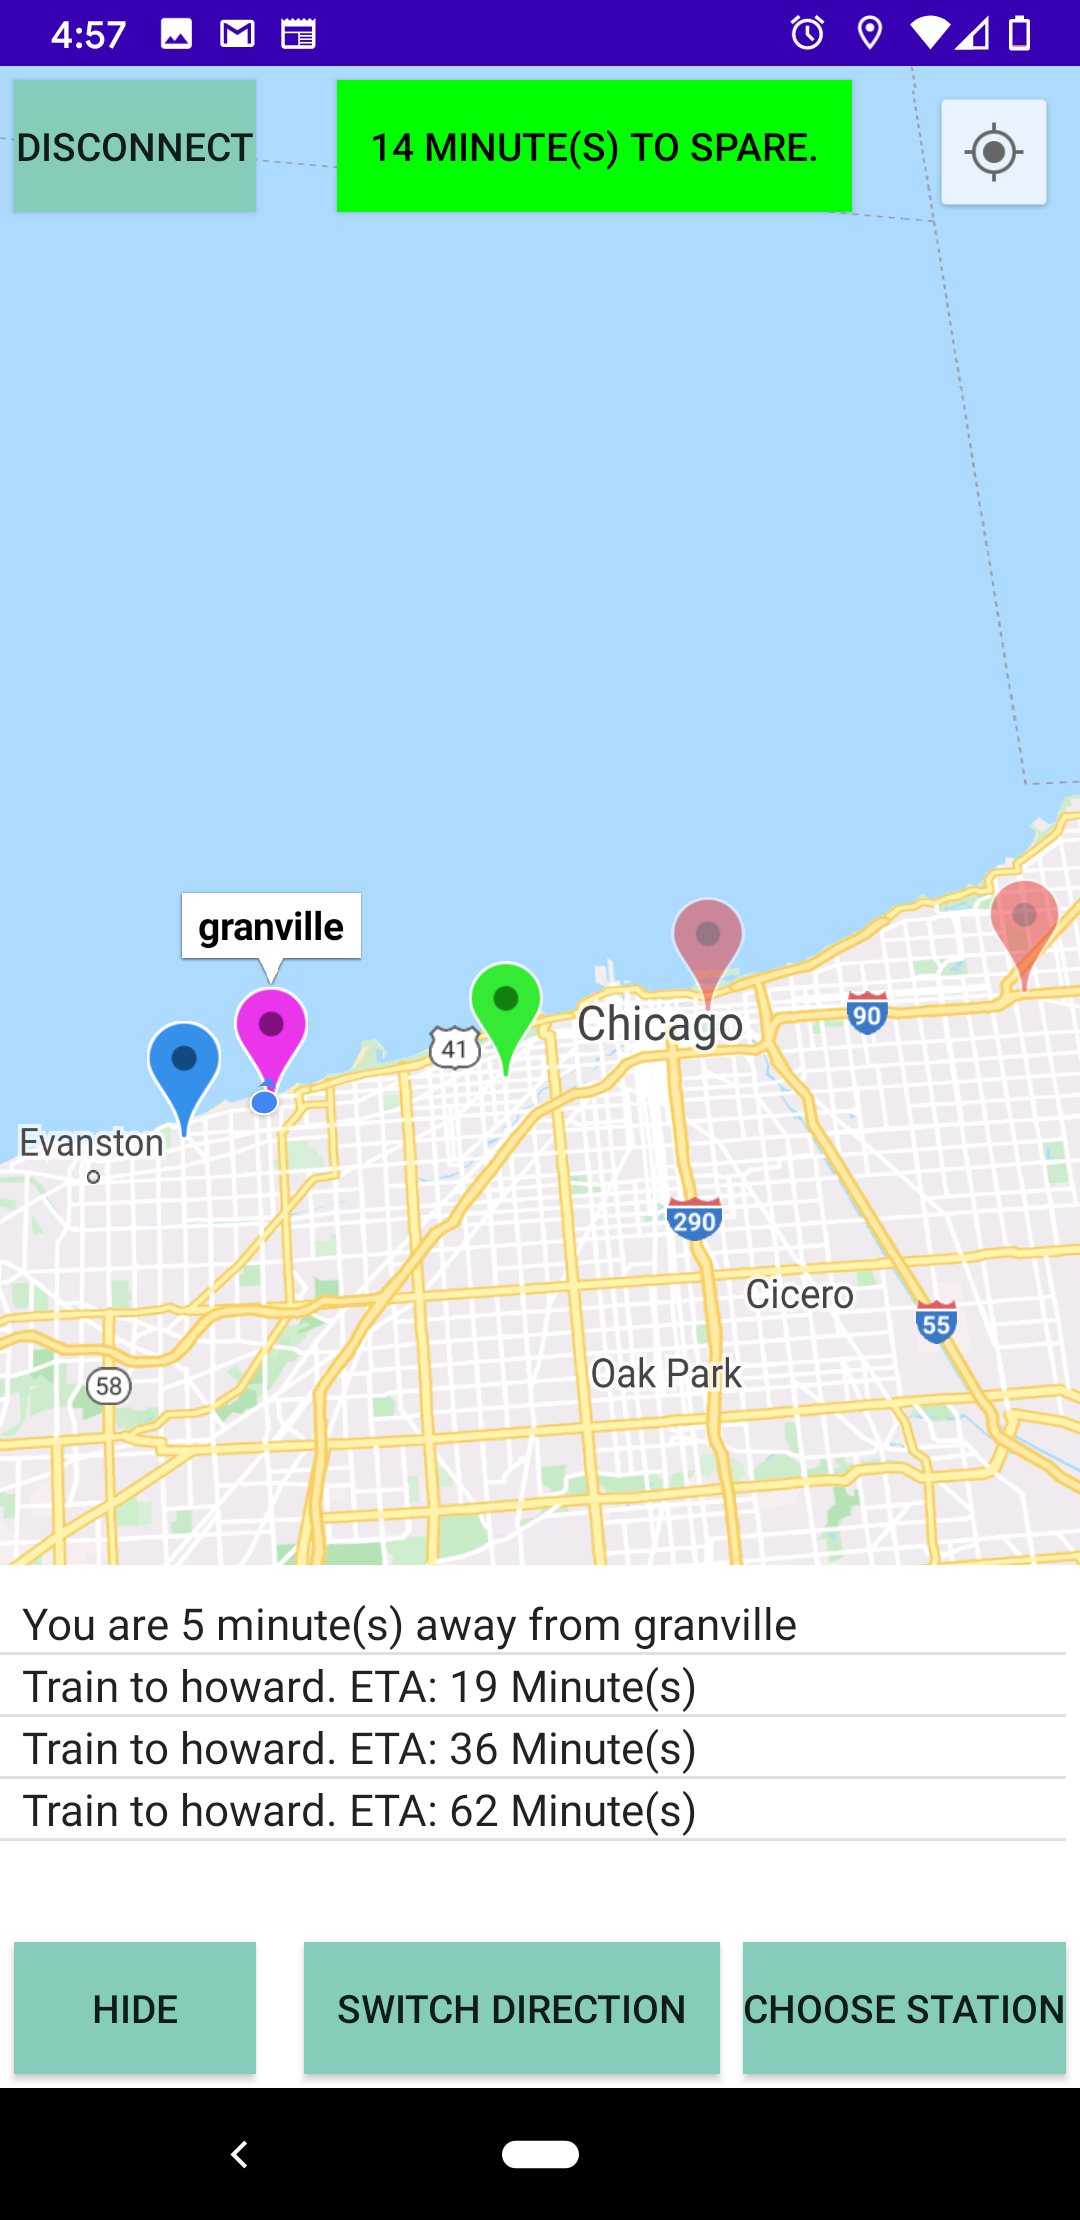 4:57
DISCONNECT
14 MINUTE(S) TO SPARE.
granville
41
Chicago
90
Evanston
290
Cicero
55
Oak Park
58
You are 5 minute(s) away from granville
Train to howard. ETA: 19 Minute(s)
Train to howard. ETA: 36 Minute(s)
Train to howard. ETA: 62 Minute(s)
HIDE
SWITCH DIRECTION
CHOOSE STATION